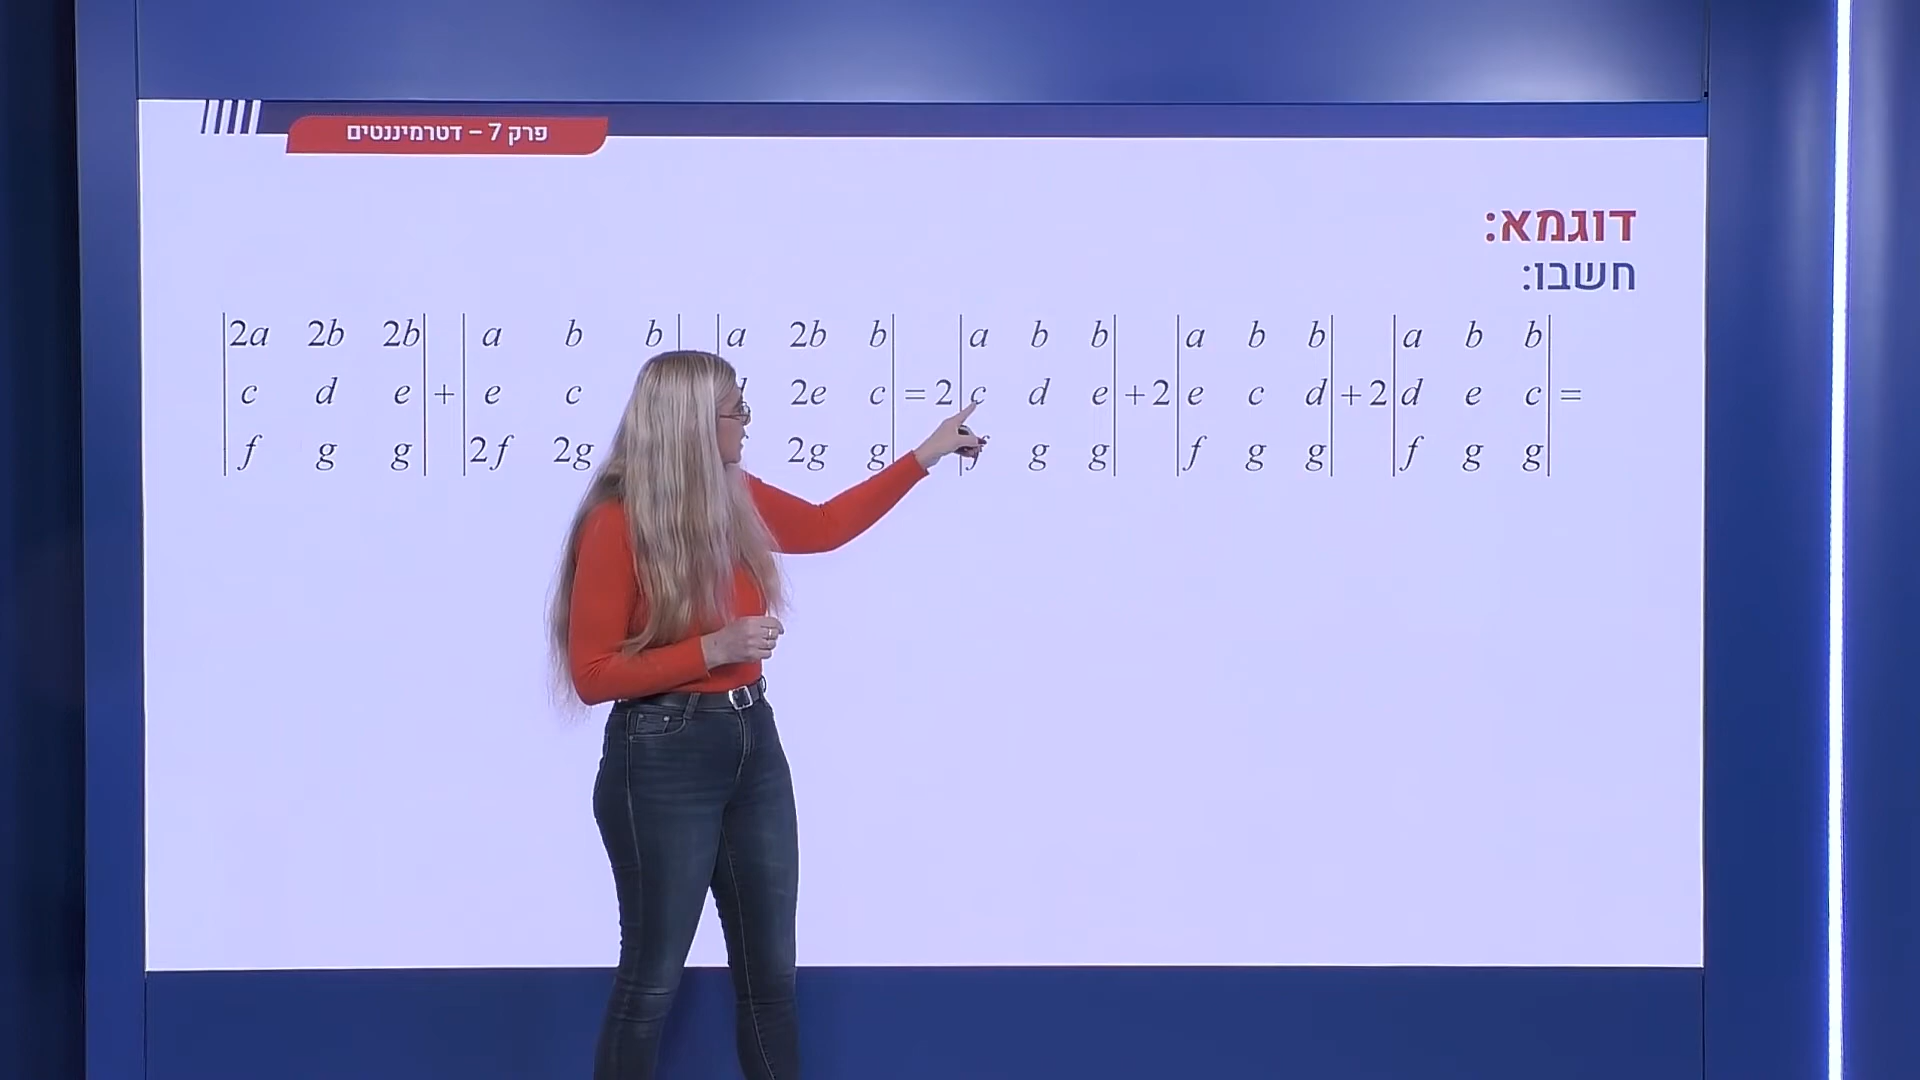 פרק 7 – דטרמיננטים
דוגמא:
חשבו:
2a 2b 2b a b b a 2b b a b b a b b a b b
c d e + e c 2e c = 2 c d e + 2 e c d + 2 d e c =
f g g 2f 2g 2g g f g g f g g f g g